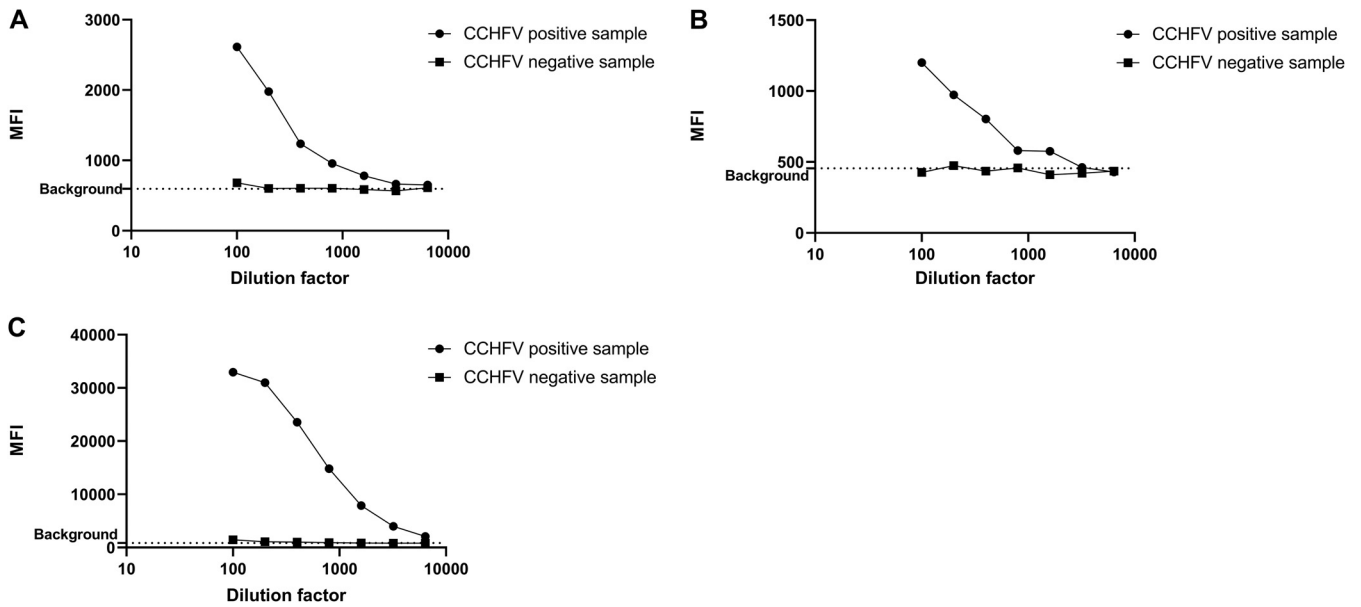 A
3000
2000
1000
Background
0
10
100
1000
10000
MFI
Dilution factor
CCHFV positive sample
CCHFV negative sample
B
1500
1000
500
Background
0
10
100
1000
10000
MFI
Dilution factor
CCHFV positive sample
CCHFV negative sample
C
40000
30000
20000
10000
Background
0
10
100
1000
10000
MFI
Dilution factor
CCHFV positive sample
CCHFV negative sample